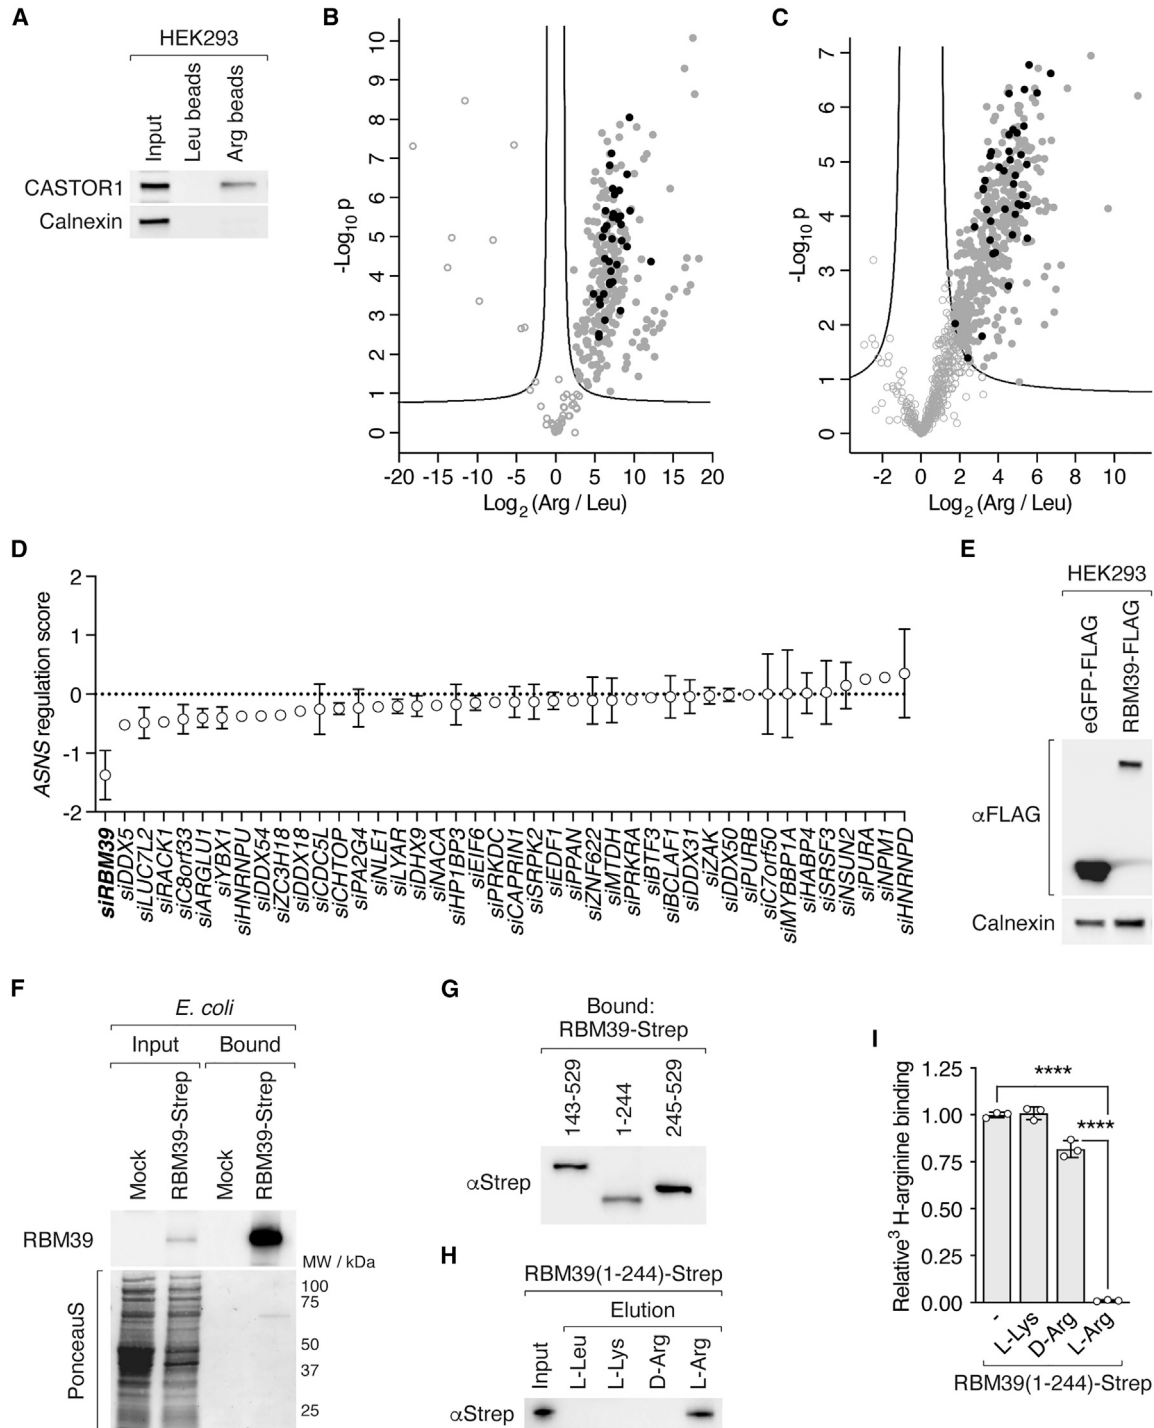 A
HEK293
Input
Leu beads
Arg beads
CASTOR1
Calnexin
B
10
9
8
7
6
5
4
3
2
1
0
-Log10 p
-20 -15 -10 -5 0 5 10 15 20
Log2 (Arg / Leu)
C
7
6
5
4
3
2
1
0
-Log10 p
-2 0 2 4 6 8 10
Log2 (Arg / Leu)
D
ASNS regulation score
2
1
0
-1
-2
siRBM39
siDDX5
siLUC7L2
siRACK1
siC8orf33
siARGLU1
siYBX1
siHNRNPU
siDDX54
siZC3H18
siDDX18
siCDC5L
siCHTOP
siPA2G4
siNLE1
siLYAR
siDHX9
siNACA
siHP1BP3
siEIF6
siPRKDC
siCAPRIN1
siSRPK2
siEDF1
siPPAN
siZNF622
siMTDH
siPRKRA
siBTF3
siBCLAF1
siDDX31
siZAK
siDDX50
siPURB
siC7orf50
siMYBBP1A
siHABP4
siSRSF3
siNSUN2
siPURA
siNPM1
siHNRNPD
E
HEK293
eGFP-FLAG
RBM39-FLAG
αFLAG
Calnexin
F
E. coli
Input Bound
Mock
RBM39-Strep
Mock
RBM39-Strep
RBM39
MW / kDa
100
75
50
37
25
PonceauS
G
Bound:
RBM39-Strep
143-529
1-244
245-529
αStrep
H
RBM39(1-244)-Strep
Elution
Input
L-Leu
L-Lys
D-Arg
L-Arg
αStrep
I
Relative3 H-arginine binding
1.25
1.00
0.75
0.50
0.25
0.00
****
****
-
L-Lys
D-Arg
L-Arg
RBM39(1-244)-Strep